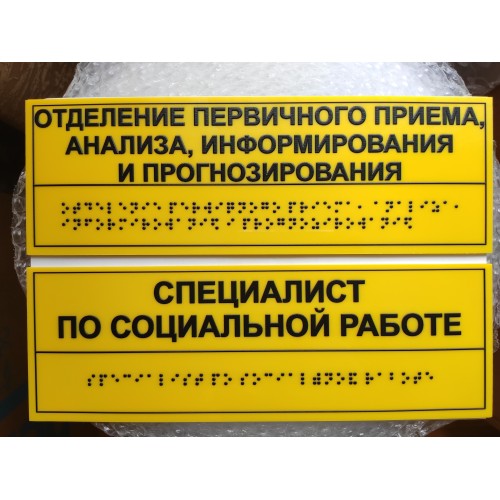 ОТДЕЛЕНИЕ ПЕРВИЧНОГО ПРИЕМА,
АНАЛИЗА, ИНФОРМИРОВАНИЯ
И ПРОГНОЗИРОВАНИЯ
СПЕЦИАЛИСТ
ПО СОЦИАЛЬНОЙ РАБОТЕ